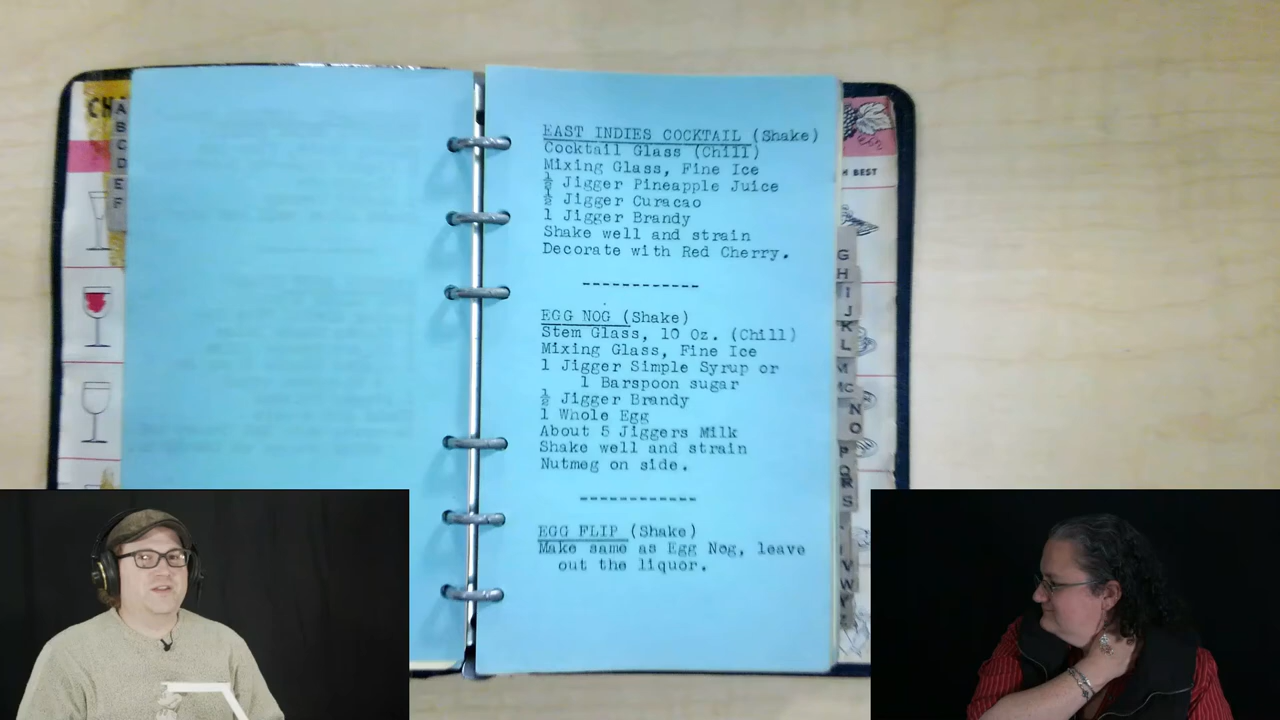 CH
A
B
C
D
E
F
EAST INDIES COCKTAIL (Shake)
Cocktail Glass (Chill)
Mixing Glass, Fine Ice
½ Jigger Pineapple Juice
½ Jigger Curacao
1 Jigger Brandy
Shake well and strain
Decorate with Red Cherry.
------------
EGG NOG (Shake)
Stem Glass, 10 Oz. (Chill)
Mixing Glass, Fine Ice
1 Jigger Simple Syrup or
1 Barspoon sugar
½ Jigger Brandy
1 Whole Egg
About 5 Jiggers Milk
Shake well and strain
Nutmeg on side.
------------
EGG FLIP (Shake)
Make same as Egg Nog, leave
out the liquor.
H BEST
G
H
I
J
K
L
M
MC
N
O
P
Q
R
S
V
W